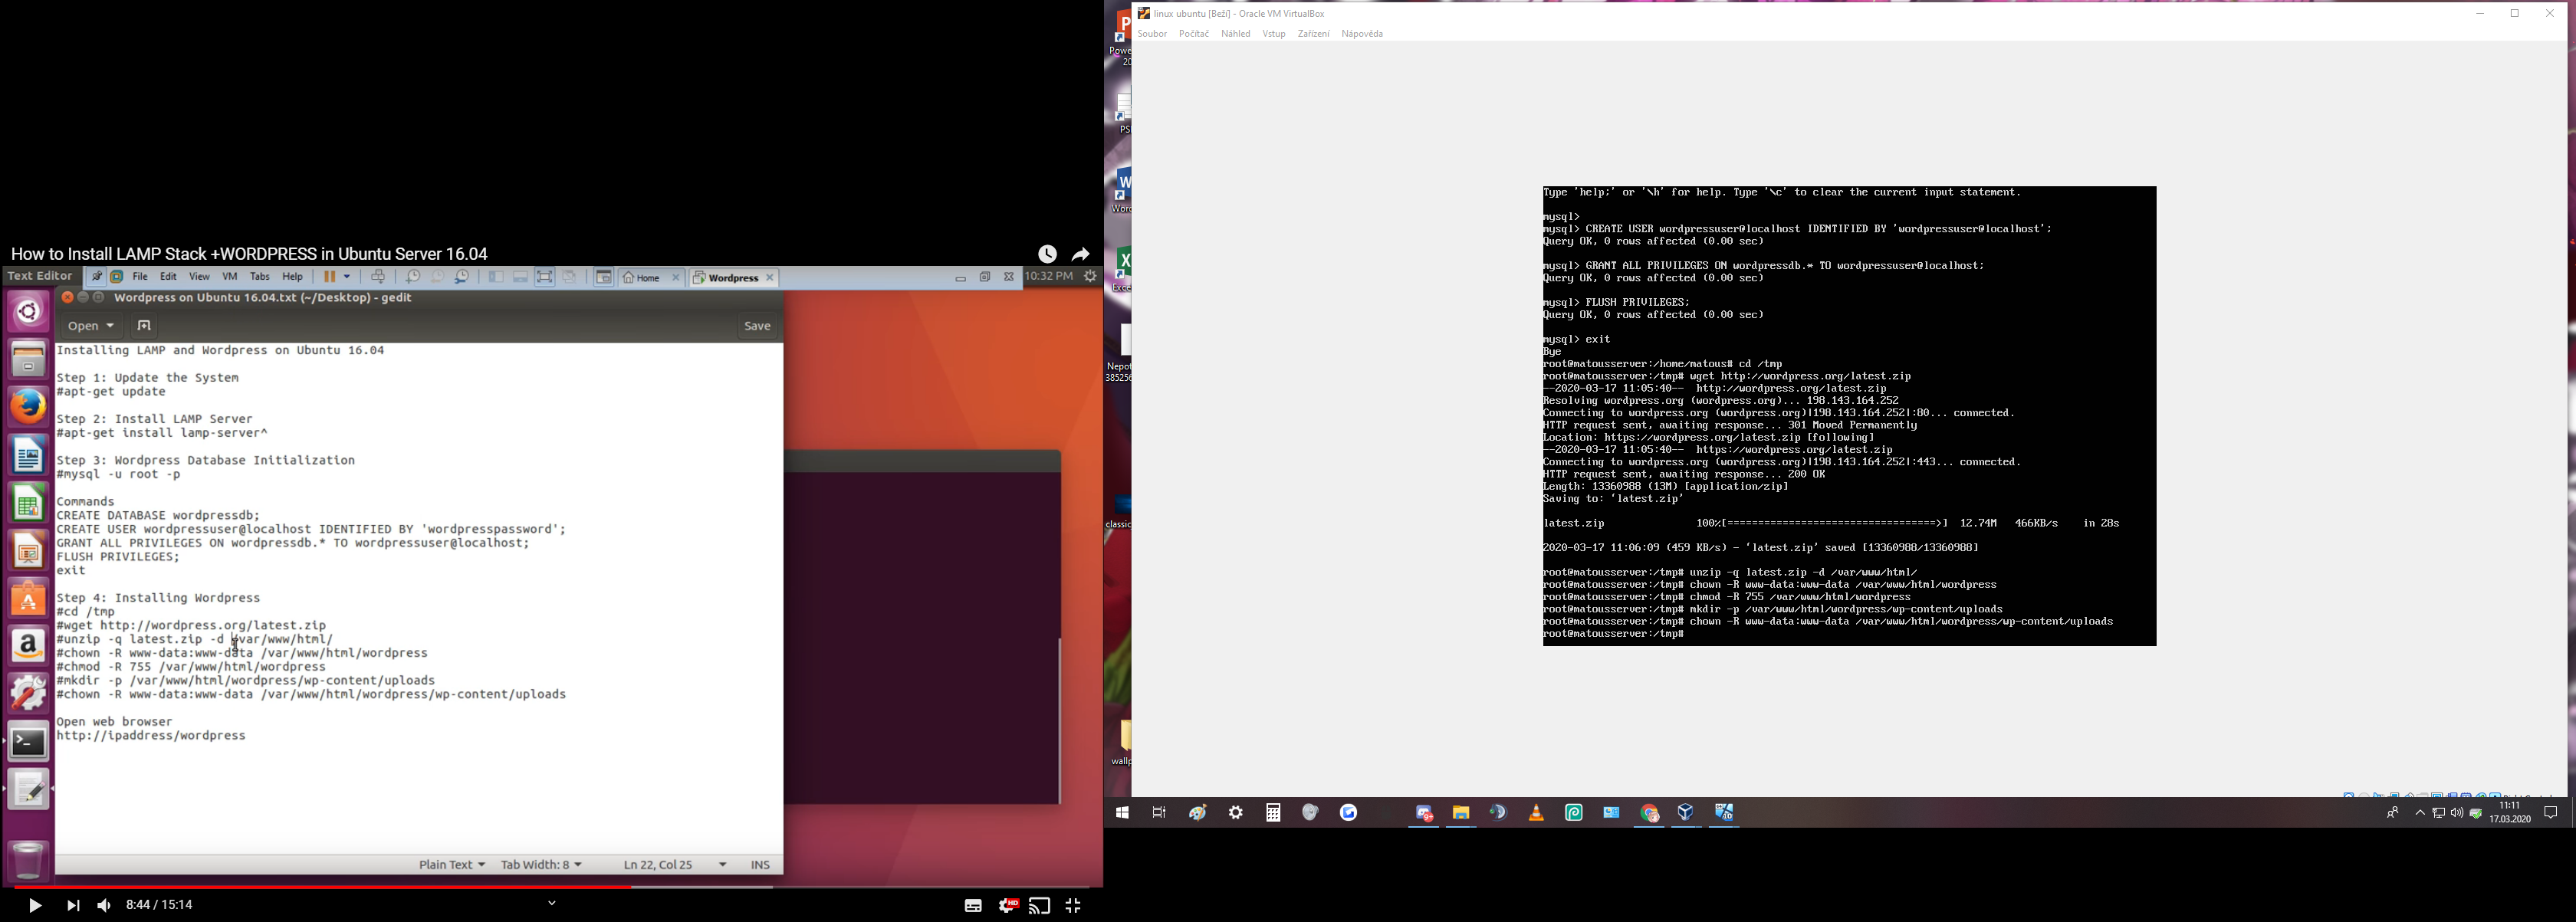 How to Install LAMP Stack +WORDPRESS in Ubuntu Server 16.04
Text Editor File Edit View VM Tabs Help Home Wordpress 10:32 PM
Wordpress on Ubuntu 16.04.txt (~/Desktop) - gedit
Open Save
Installing LAMP and Wordpress on Ubuntu 16.04
Step 1: Update the System
#apt-get update
Step 2: Install LAMP Server
#apt-get install lamp-server^
Step 3: Wordpress Database Initialization
#mysql -u root -p
Commands
CREATE DATABASE wordpressdb;
CREATE USER wordpressuser@localhost IDENTIFIED BY 'wordpresspassword';
GRANT ALL PRIVILEGES ON wordpressdb.* TO wordpressuser@localhost;
FLUSH PRIVILEGES;
exit
Step 4: Installing Wordpress
#cd /tmp
#wget http://wordpress.org/latest.zip
#unzip -q latest.zip -d /var/www/html/
#chown -R www-data:www-data /var/www/html/wordpress
#chmod -R 755 /var/www/html/wordpress
#mkdir -p /var/www/html/wordpress/wp-content/uploads
#chown -R www-data:www-data /var/www/html/wordpress/wp-content/uploads
Open web browser
http://ipaddress/wordpress
Plain Text Tab Width: 8 Ln 22, Col 25 INS
8:44 / 15:14 HD
linux ubuntu [Beží] - Oracle VM VirtualBox
Soubor Počítač Náhled Vstup Zařízení Nápověda
Type 'help;' or '\h' for help. Type '\c' to clear the current input statement.
mysql>
mysql> CREATE USER wordpressuser@localhost IDENTIFIED BY 'wordpressuser@localhost';
Query OK, 0 rows affected (0.00 sec)
mysql> GRANT ALL PRIVILEGES ON wordpressdb.* TO wordpressuser@localhost;
Query OK, 0 rows affected (0.00 sec)
mysql> FLUSH PRIVILEGES;
Query OK, 0 rows affected (0.00 sec)
mysql> exit
Bye
root@matousserver:/home/matous# cd /tmp
root@matousserver:/tmp# wget http://wordpress.org/latest.zip
--2020-03-17 11:05:40-- http://wordpress.org/latest.zip
Resolving wordpress.org (wordpress.org)... 198.143.164.252
Connecting to wordpress.org (wordpress.org)|198.143.164.252|:80... connected.
HTTP request sent, awaiting response... 301 Moved Permanently
Location: https://wordpress.org/latest.zip [following]
--2020-03-17 11:05:40-- https://wordpress.org/latest.zip
Connecting to wordpress.org (wordpress.org)|198.143.164.252|:443... connected.
HTTP request sent, awaiting response... 200 OK
Length: 13360988 (13M) [application/zip]
Saving to: ‘latest.zip’
latest.zip 100%[==================================>] 12.74M 466KB/s in 28s
2020-03-17 11:06:09 (459 KB/s) - ‘latest.zip’ saved [13360988/13360988]
root@matousserver:/tmp# unzip -q latest.zip -d /var/www/html/
root@matousserver:/tmp# chown -R www-data:www-data /var/www/html/wordpress
root@matousserver:/tmp# chmod -R 755 /var/www/html/wordpress
root@matousserver:/tmp# mkdir -p /var/www/html/wordpress/wp-content/uploads
root@matousserver:/tmp# chown -R www-data:www-data /var/www/html/wordpress/wp-content/uploads
root@matousserver:/tmp#
Powe
20
PS
Word
Exce
Nepot
385256
classic
wallp
11:11
17.03.2020